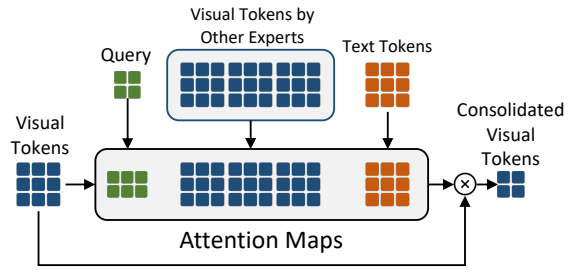 Visual Tokens by
Other Experts
Text Tokens
Query
Visual
Tokens
Consolidated
Visual
Tokens
Attention Maps